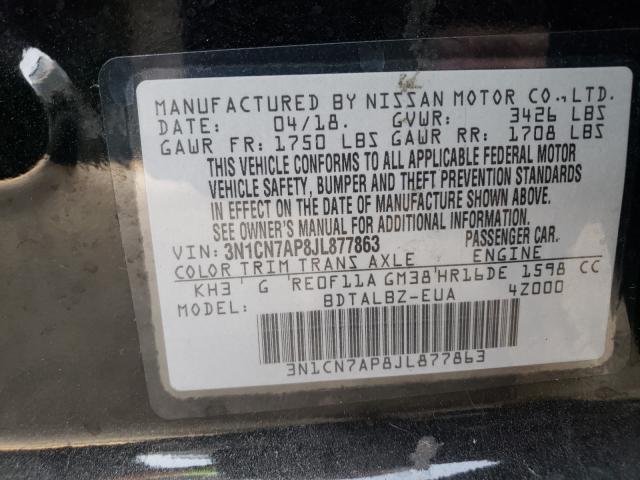 MANUFACTURED BY NISSAN MOTOR CO.,LTD.
DATE: 04/18. GVWR: 3426 LBS
GAWR FR: 1750 LBS GAWR RR: 1708 LBS
THIS VEHICLE CONFORMS TO ALL APPLICABLE FEDERAL MOTOR
VEHICLE SAFETY, BUMPER AND THEFT PREVENTION STANDARDS
IN EFFECT ON THE DATE OF MANUFACTURE SHOWN ABOVE.
SEE OWNER'S MANUAL FOR ADDITIONAL INFORMATION.
VIN: 3N1CN7AP8JL877863 PASSENGER CAR.
COLOR TRIM TRANS AXLE ENGINE
KH3 G RE0F11A GM38 HR16DE 1598 CC
MODEL: BDTALBZ-EUA 4Z000
3N1CN7AP8JL877863